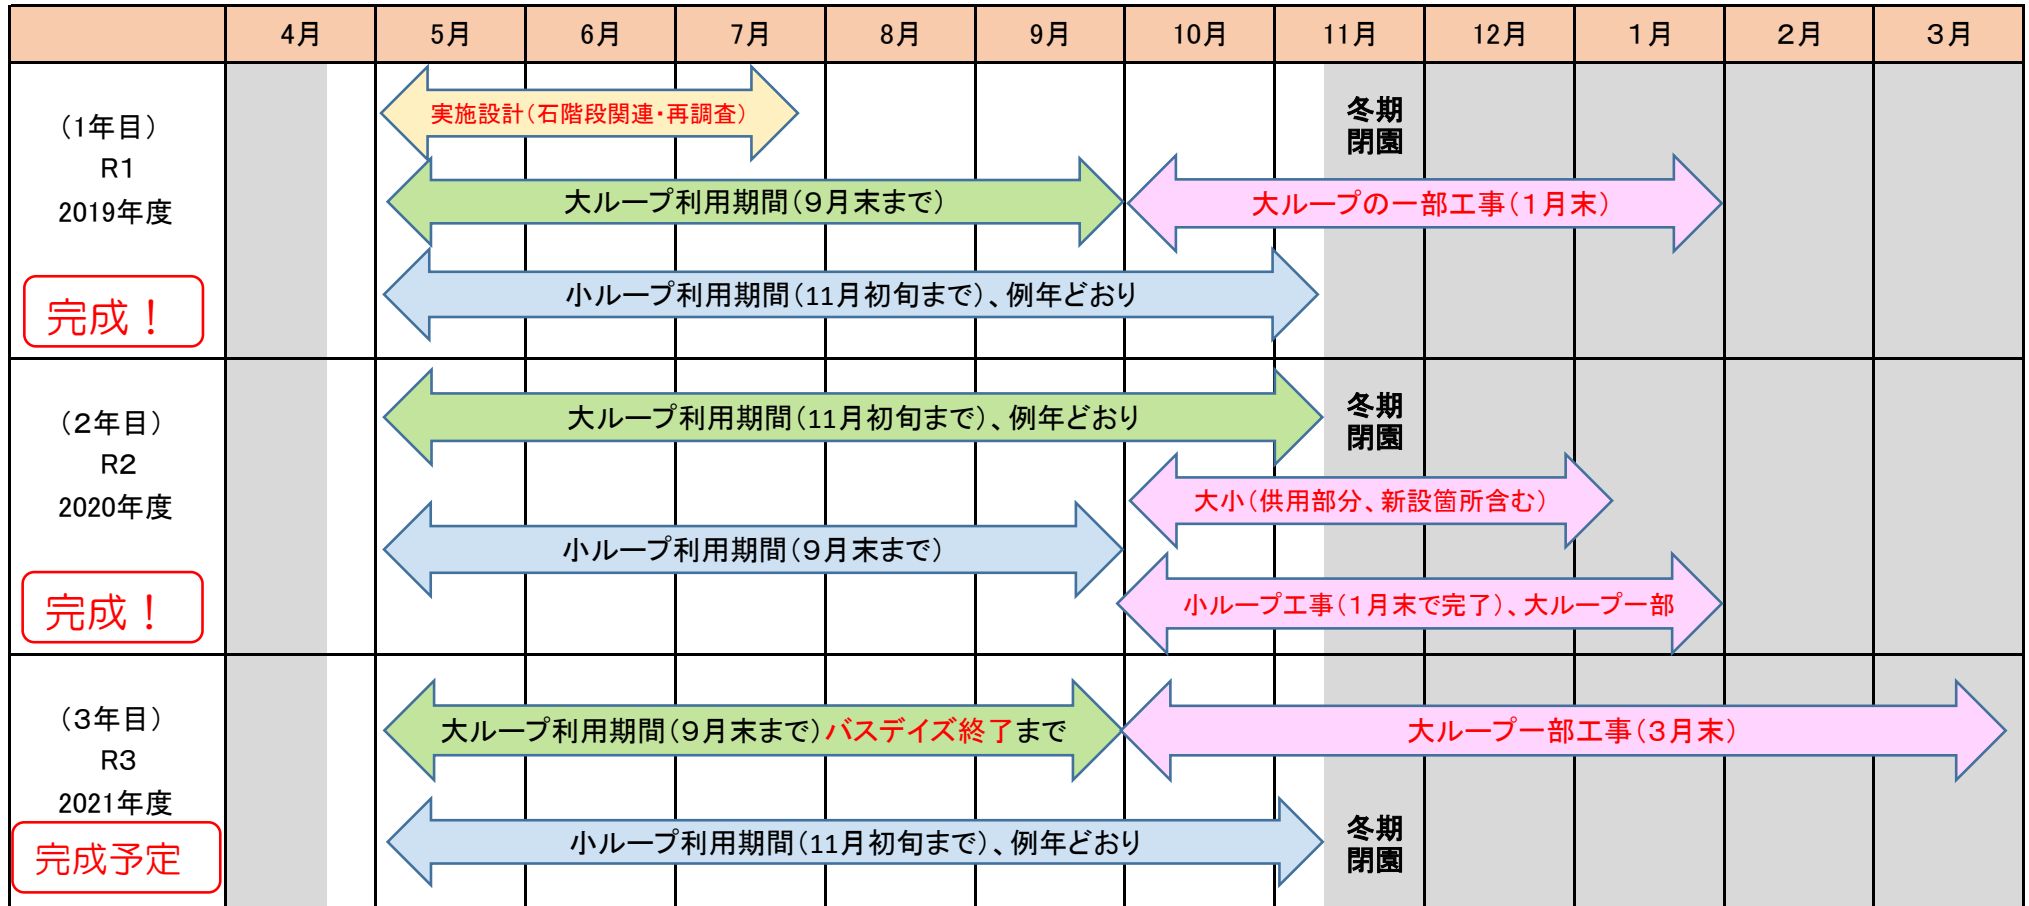 4月 5月 6月 7月 8月 9月 10月 11月 12月 1月 2月 3月
（1年目）
R1
2019年度
完成！
実施設計（石階段関連・再調査）
冬期
閉園
大ループ利用期間（9月末まで）
大ループの一部工事（1月末）
小ループ利用期間（11月初旬まで）、例年どおり
（2年目）
R2
2020年度
完成！
大ループ利用期間（11月初旬まで）、例年どおり
冬期
閉園
大小（供用部分、新設箇所含む）
小ループ利用期間（9月末まで）
小ループ工事（1月末で完了）、大ループ一部
（3年目）
R3
2021年度
完成予定
大ループ利用期間（9月末まで）バスデイズ終了まで
大ループ一部工事（3月末）
小ループ利用期間（11月初旬まで）、例年どおり
冬期
閉園